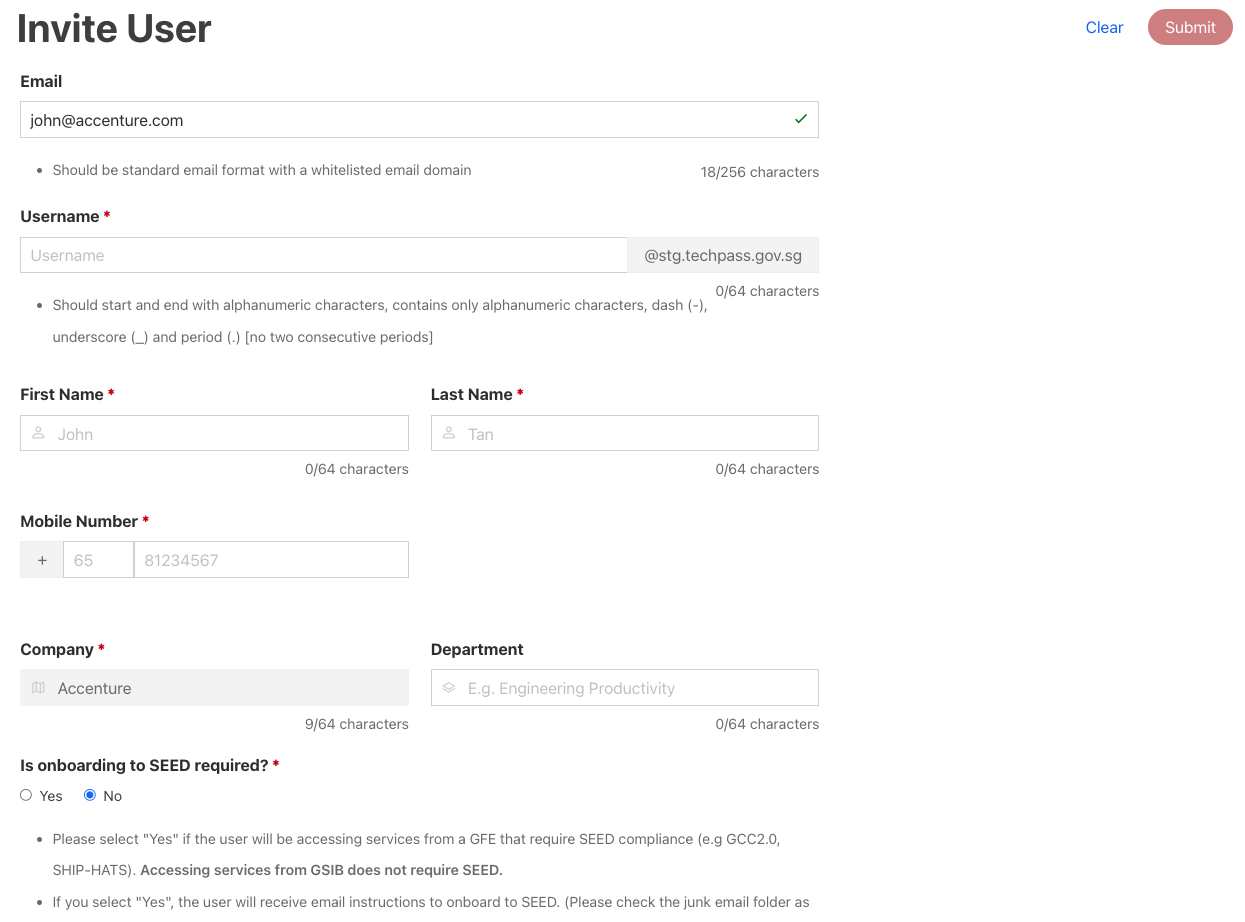 Invite User
Clear
Submit
Email
john@accenture.com
• Should be standard email format with a whitelisted email domain
18/256 characters
Username *
Username
@stg.techpass.gov.sg
0/64 characters
• Should start and end with alphanumeric characters, contains only alphanumeric characters, dash (-),
underscore (_) and period (.) [no two consecutive periods]
First Name *
Last Name *
John
Tan
0/64 characters
0/64 characters
Mobile Number *
+
65
81234567
Company *
Department
Accenture
E.g. Engineering Productivity
9/64 characters
0/64 characters
Is onboarding to SEED required? *
Yes
No
• Please select "Yes" if the user will be accessing services from a GFE that require SEED compliance (e.g GCC2.0,
SHIP-HATS). Accessing services from GSIB does not require SEED.
• If you select "Yes", the user will receive email instructions to onboard to SEED. (Please check the junk email folder as